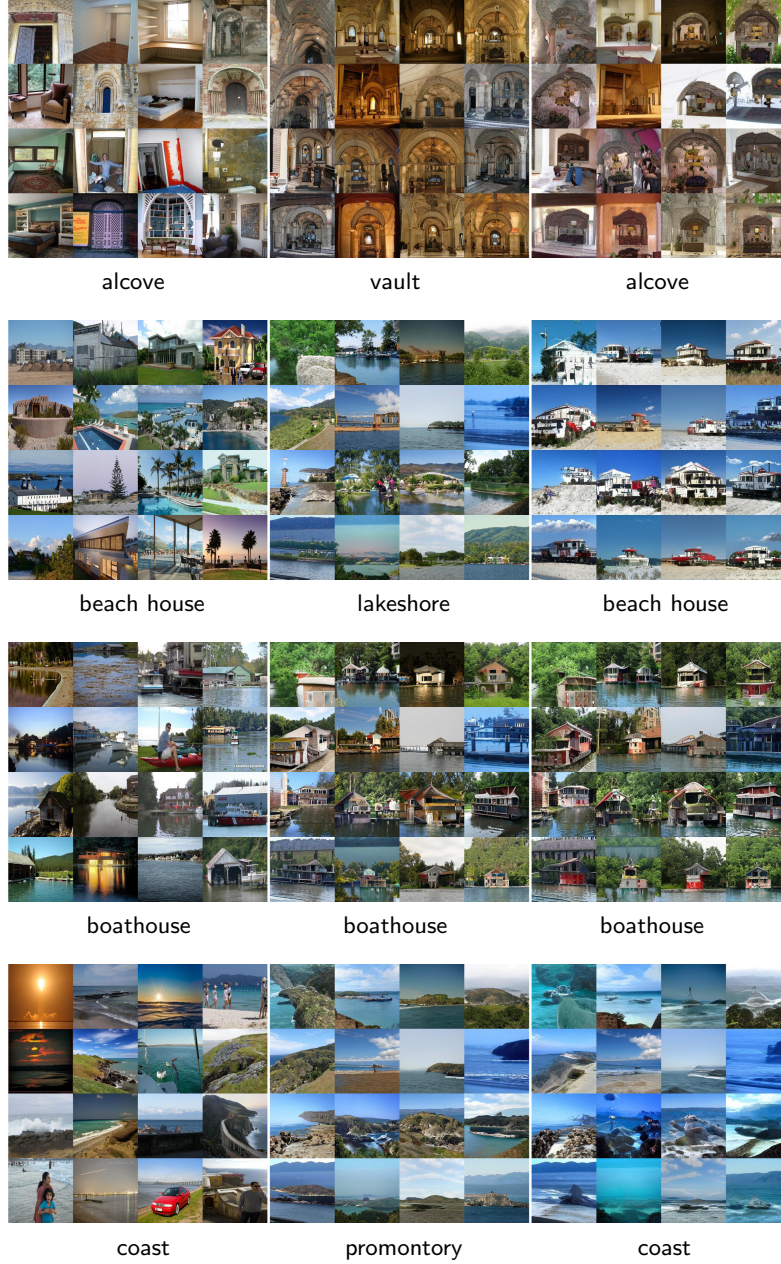 alcove vault alcove
beach house lakeshore beach house
boathouse boathouse boathouse
coast promontory coast